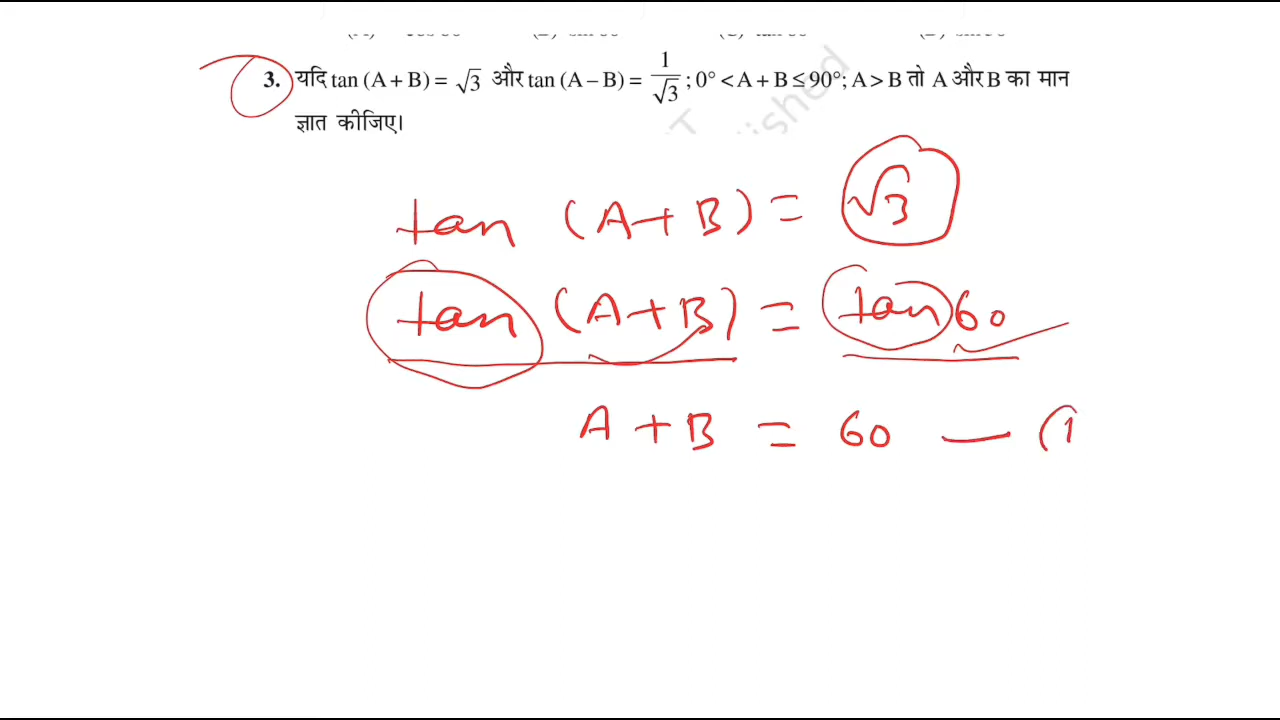 3. यदि tan (A + B) = √3 और tan (A – B) = 1/√3 ; 0° < A + B ≤ 90°; A > B तो A और B का मान
ज्ञात कीजिए।
tan (A+B) = √3
tan (A+B) = tan 60
A + B = 60 — (1